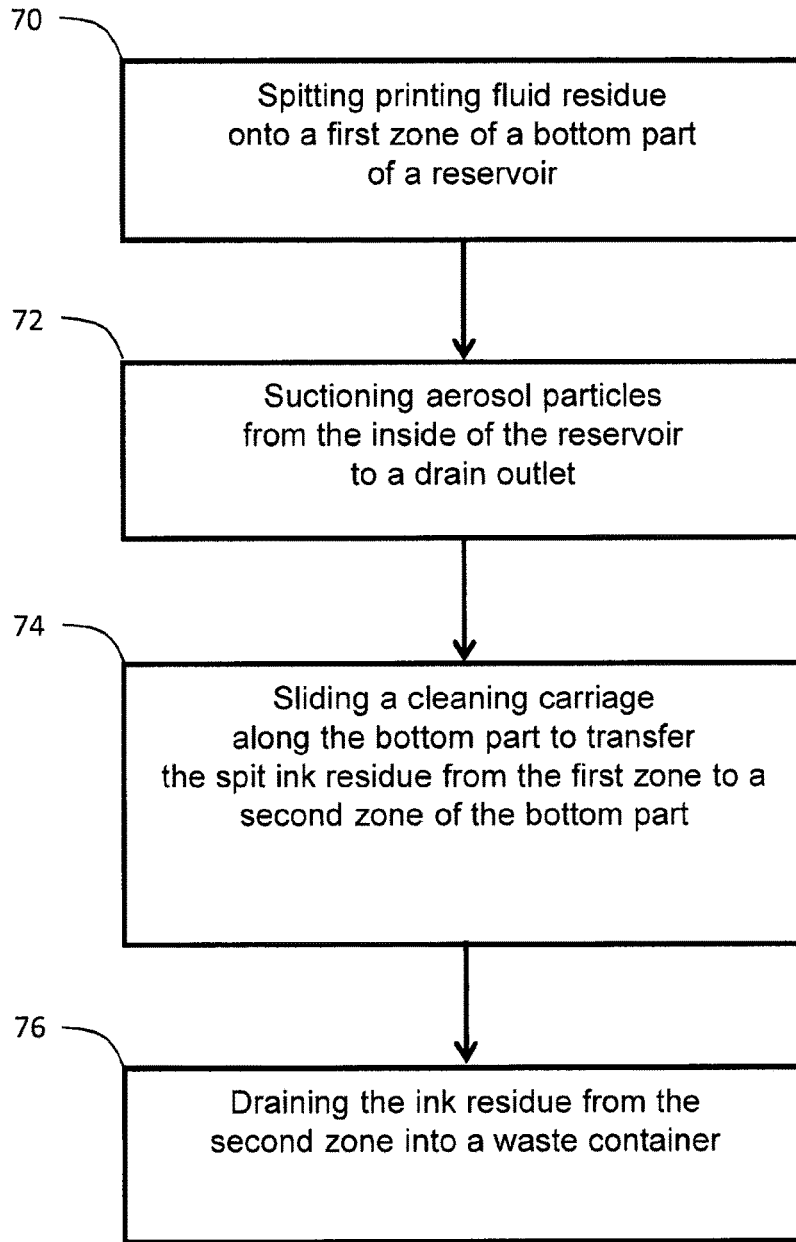 70
Spitting printing fluid residue
onto a first zone of a bottom part
of a reservoir
72
Suctioning aerosol particles
from the inside of the reservoir
to a drain outlet
74
Sliding a cleaning carriage
along the bottom part to transfer
the spit ink residue from the first zone to a
second zone of the bottom part
76
Draining the ink residue from the
second zone into a waste container